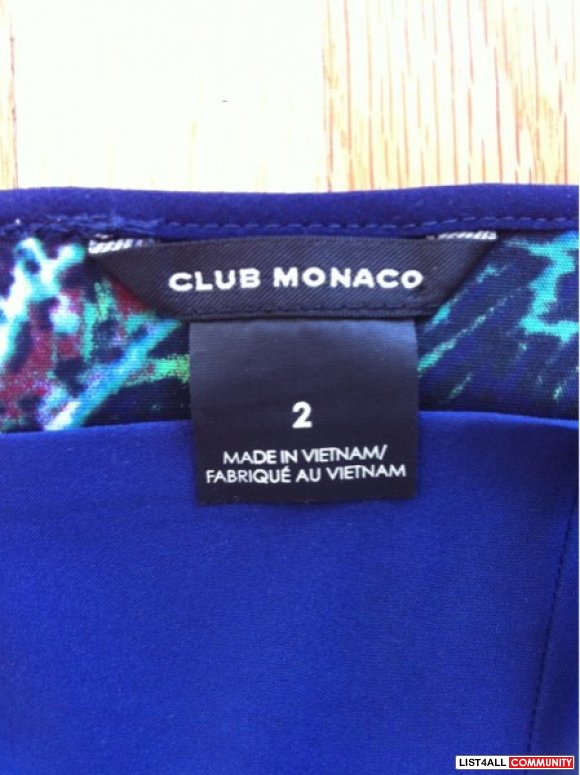 CLUB MONACO
2
MADE IN VIETNAM/
FABRIQUÉ AU VIETNAM
LIST4ALL COMMUNITY